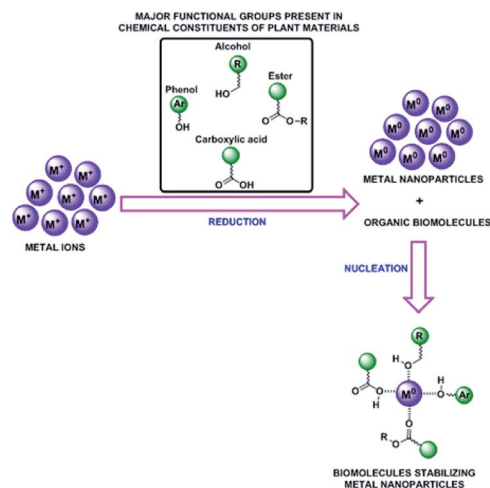 MAJOR FUNCTIONAL GROUPS PRESENT IN
CHEMICAL CONSTITUENTS OF PLANT MATERIALS
Alcohol
R
HO
Phenol
Ar
OH
Ester
O
O-R
Carboxylic acid
O
OH
M⁺ M⁺
M⁺ M⁺ M⁺
M⁺ M⁺ M⁺
METAL IONS
REDUCTION
M⁰ M⁰
M⁰ M⁰ M⁰
M⁰ M⁰ M⁰
METAL NANOPARTICLES
+
ORGANIC BIOMOLECULES
NUCLEATION
R
H O
O O H
M⁰
H
O Ar
O
R O
BIOMOLECULES STABILIZING
METAL NANOPARTICLES